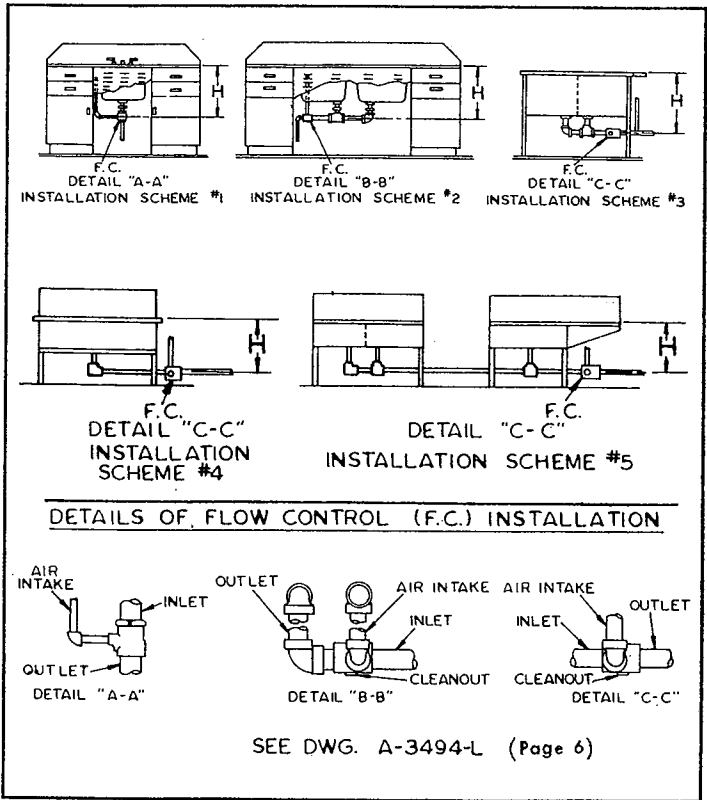 H
H
H
F.C.
DETAIL "A-A"
INSTALLATION SCHEME #1
F.C.
DETAIL "B-B"
INSTALLATION SCHEME #2
F.C.
DETAIL "C-C"
INSTALLATION SCHEME #3
H
H
F.C.
DETAIL "C-C"
INSTALLATION
SCHEME #4
F.C.
DETAIL "C-C"
INSTALLATION SCHEME #5
DETAILS OF FLOW CONTROL (F.C.) INSTALLATION
AIR
INTAKE
INLET
OUTLET
DETAIL "A-A"
OUTLET
AIR INTAKE
INLET
CLEANOUT
DETAIL "B-B"
AIR INTAKE
OUTLET
INLET
CLEANOUT
DETAIL "C-C"
SEE DWG. A-3494-L (Page 6)